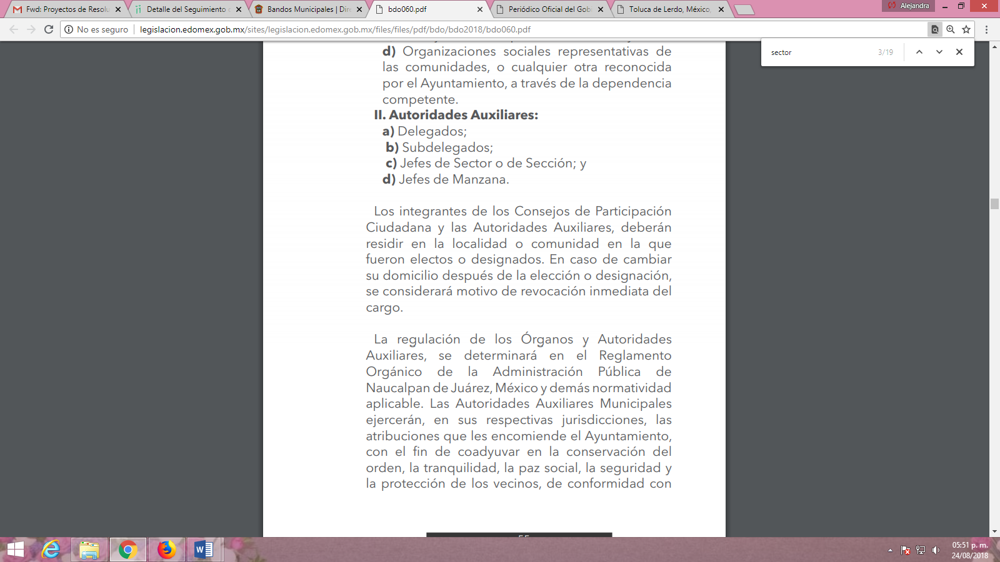 Fwd: Proyectos de Resolu
Detalle del Seguimiento d
Bandos Municipales | Dire
bdo060.pdf
Periódico Oficial del Gobi
Toluca de Lerdo, México,
Alejandra
No es seguro
legislacion.edomex.gob.mx/sites/legislacion.edomex.gob.mx/files/files/pdf/bdo/bdo2018/bdo060.pdf
sector
3/19
d) Organizaciones sociales representativas de
las comunidades, o cualquier otra reconocida
por el Ayuntamiento, a través de la dependencia
competente.
II. Autoridades Auxiliares:
a) Delegados;
b) Subdelegados;
c) Jefes de Sector o de Sección; y
d) Jefes de Manzana.
Los integrantes de los Consejos de Participación
Ciudadana y las Autoridades Auxiliares, deberán
residir en la localidad o comunidad en la que
fueron electos o designados. En caso de cambiar
su domicilio después de la elección o designación,
se considerará motivo de revocación inmediata del
cargo.
La regulación de los Órganos y Autoridades
Auxiliares, se determinará en el Reglamento
Orgánico de la Administración Pública de
Naucalpan de Juárez, México y demás normatividad
aplicable. Las Autoridades Auxiliares Municipales
ejercerán, en sus respectivas jurisdicciones, las
atribuciones que les encomiende el Ayuntamiento,
con el fin de coadyuvar en la conservación del
orden, la tranquilidad, la paz social, la seguridad y
la protección de los vecinos, de conformidad con
05:51 p. m.
24/08/2018